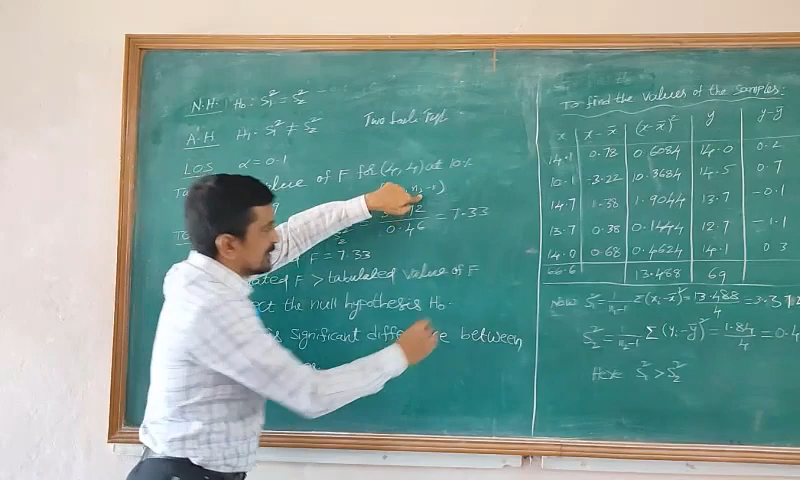 N.H: H₀: S₁² = S₂²
Two Tail Test.
A.H H₁: S₁² ≠ S₂²
LOS α = 0.1
value of F for (4, 4) at 10%
0.46 = 7.33
F = 7.33
F > tabulated value of F
the null hypothesis H₀.
significant between
To find the values of the samples:
x x - x̄ (x - x̄)² y y - ȳ
14.1 0.78 0.6084 14.0 0.2
10.1 -3.22 10.3684 14.5 0.7
14.7 1.38 1.9044 13.7 -0.1
13.7 0.38 0.1444 12.7 -1.1
14.0 0.68 0.4624 14.1 0.3
66.6 13.488 69
Now S₁² = 1/(n₁-1) Σ(xᵢ - x̄)² = 13.488/4 = 3.372
S₂² = 1/(n₂-1) Σ(yᵢ - ȳ)² = 1.84/4 = 0.4
Here S₁² > S₂²